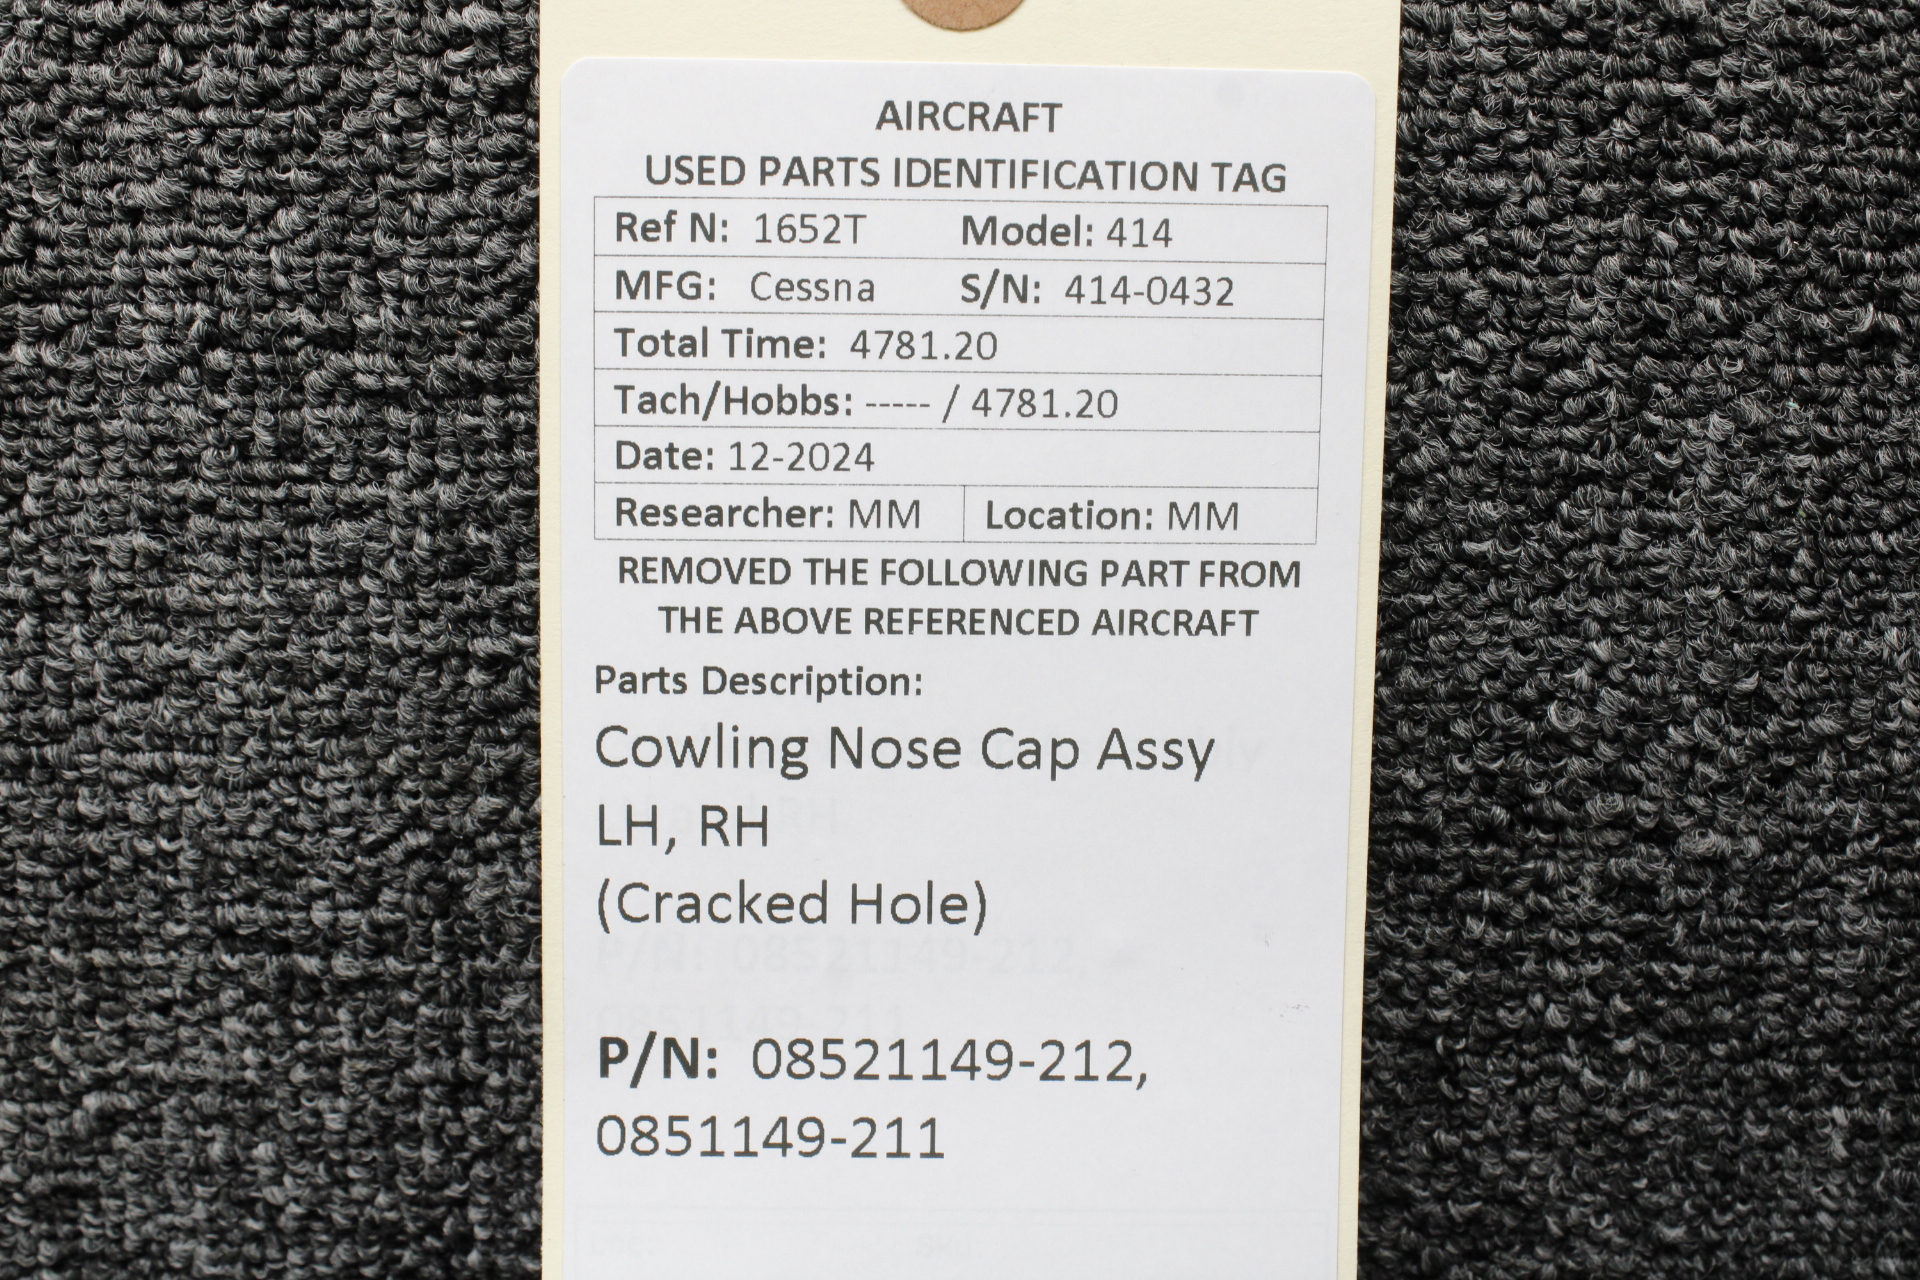 AIRCRAFT
USED PARTS IDENTIFICATION TAG
Ref N: 1652T Model: 414
MFG: Cessna S/N: 414-0432
Total Time: 4781.20
Tach/Hobbs: ----- / 4781.20
Date: 12-2024
Researcher: MM Location: MM
REMOVED THE FOLLOWING PART FROM
THE ABOVE REFERENCED AIRCRAFT
Parts Description:
Cowling Nose Cap Assy
LH, RH
(Cracked Hole)
P/N: 08521149-212,
0851149-211